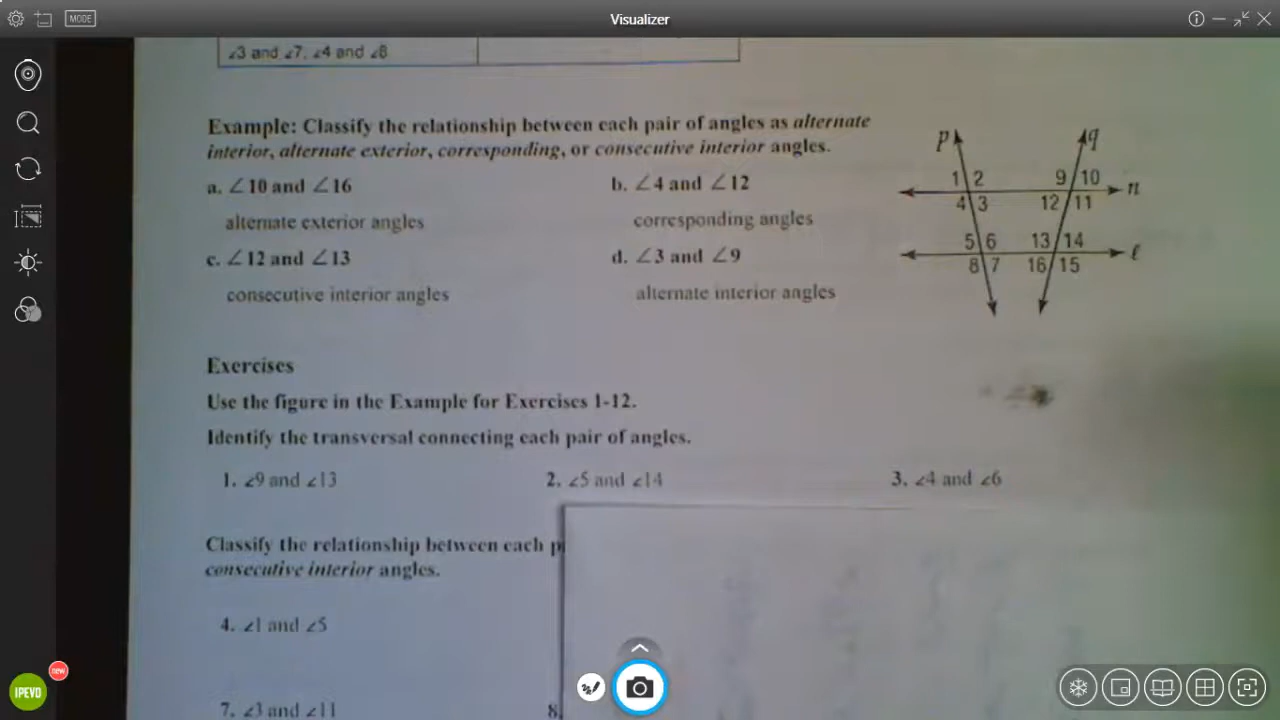 MODE
Visualizer
∠3 and ∠7, ∠4 and ∠8
Example: Classify the relationship between each pair of angles as alternate
interior, alternate exterior, corresponding, or consecutive interior angles.
a. ∠10 and ∠16
b. ∠4 and ∠12
alternate exterior angles
corresponding angles
c. ∠12 and ∠13
d. ∠3 and ∠9
consecutive interior angles
alternate interior angles
p
q
1 2
9 10
n
4 3
12 11
5 6
13 14
ℓ
8 7
16 15
Exercises
Use the figure in the Example for Exercises 1-12.
Identify the transversal connecting each pair of angles.
1. ∠9 and ∠13
2. ∠5 and ∠14
3. ∠4 and ∠6
Classify the relationship between each
consecutive interior angles.
4. ∠1 and ∠5
7. ∠3 and ∠11
8.
new
IPEVO